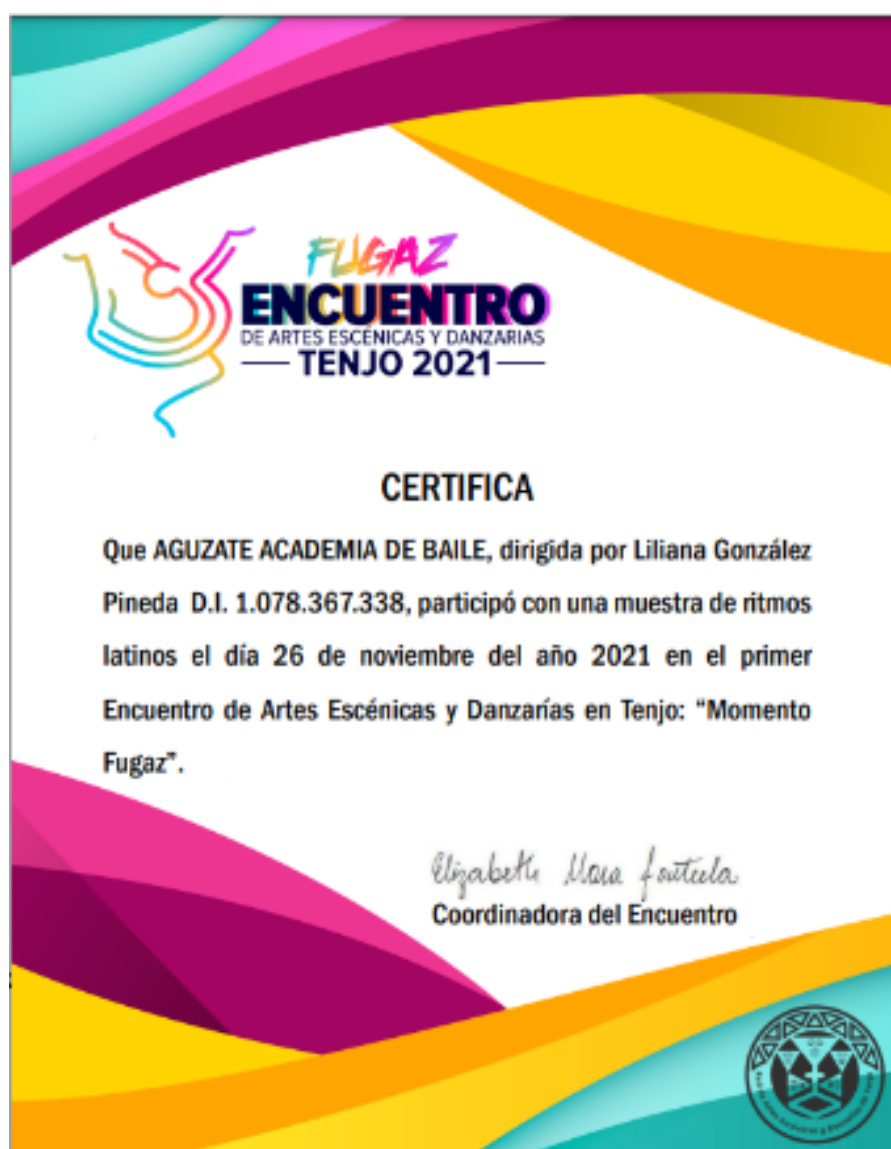 FUGAZ
ENCUENTRO
DE ARTES ESCÉNICAS Y DANZARIAS
TENJO 2021
CERTIFICA
Que AGUZATE ACADEMIA DE BAILE, dirigida por Liliana González
Pineda D.I. 1.078.367.338, participó con una muestra de ritmos
latinos el día 26 de noviembre del año 2021 en el primer
Encuentro de Artes Escénicas y Danzarías en Tenjo: “Momento
Fugaz”.
Elizabeth
Coordinadora del Encuentro